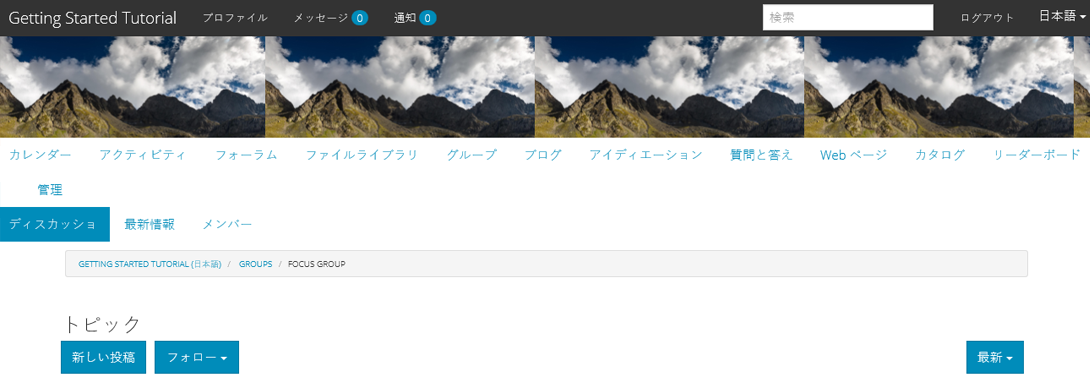 Getting Started Tutorial プロファイル メッセージ 0 通知 0 検索 ログアウト 日本語
カレンダー アクティビティ フォーラム ファイルライブラリ グループ ブログ アイディエーション 質問と答え Web ページ カタログ リーダーボード
管理
ディスカッショ 最新情報 メンバー
GETTING STARTED TUTORIAL (日本語) / GROUPS / FOCUS GROUP
トピック
新しい投稿 フォロー 最新